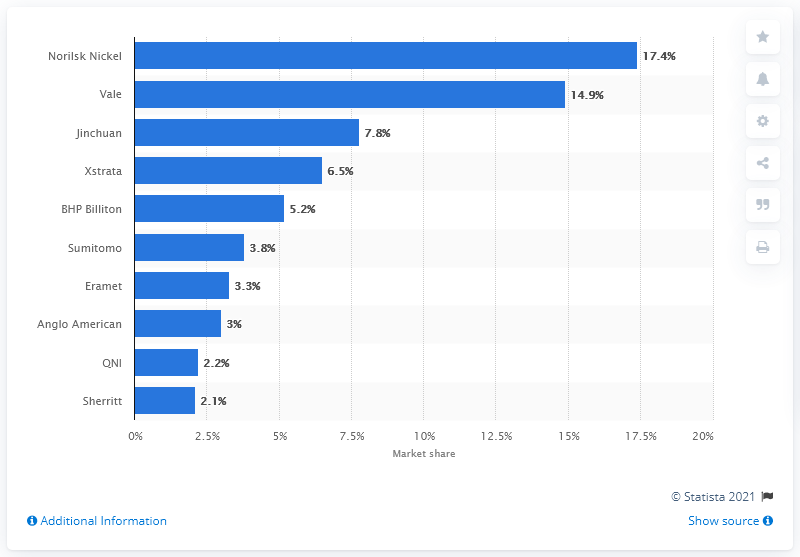 Norilsk Nickel 17.4%
Vale 14.9%
Jinchuan 7.8%
Xstrata 6.5%
BHP Billiton 5.2%
Sumitomo 3.8%
Eramet 3.3%
Anglo American 3%
QNI 2.2%
Sherritt 2.1%
0% 2.5% 5% 7.5% 10% 12.5% 15% 17.5% 20%
Market share
© Statista 2021
Additional Information Show source